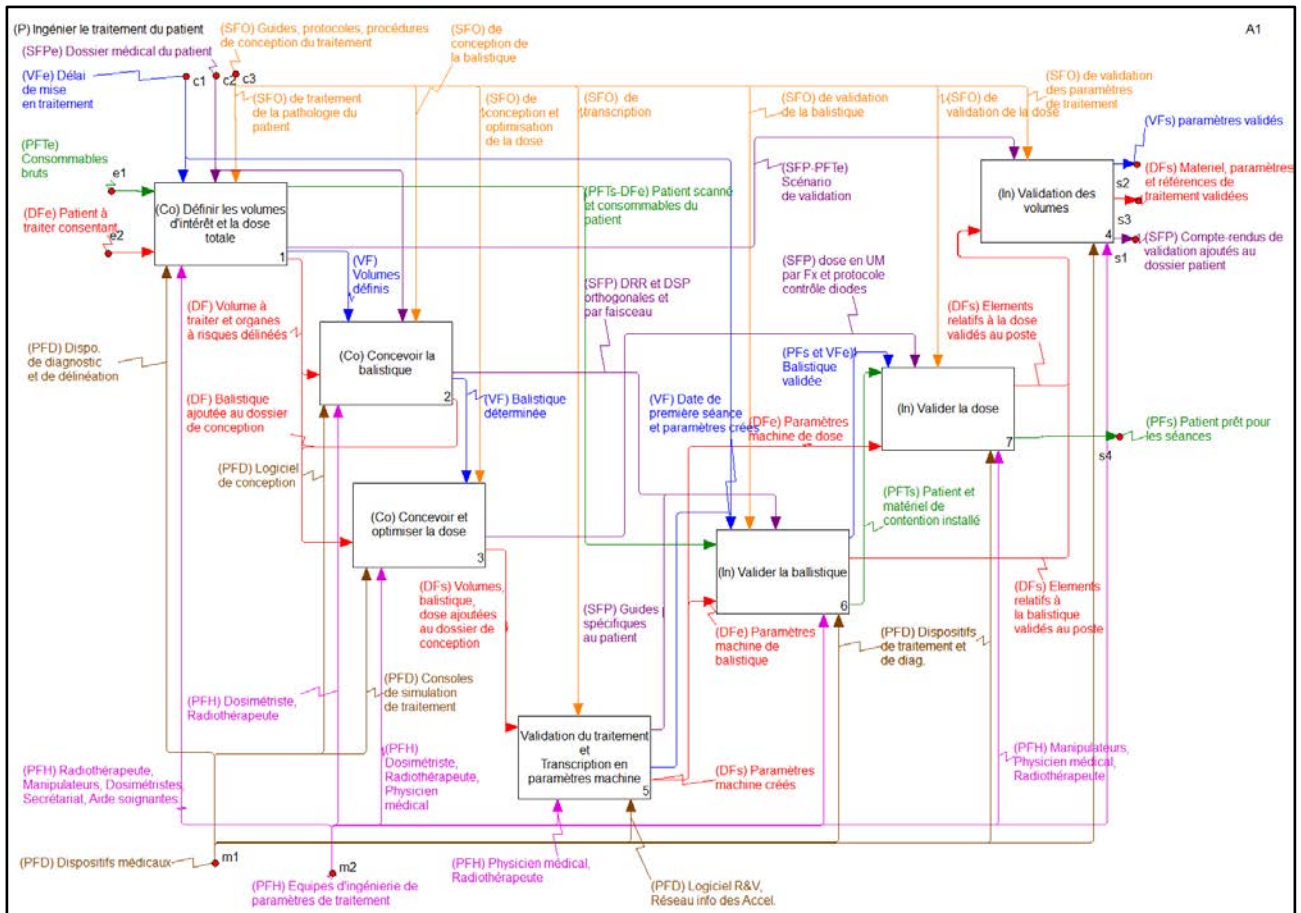 (P) Ingénier le traitement du patient
(SFO) Guides, protocoles, procédures
de conception du traitement
(SFO)
de
conception de
la balistique
A1
(SFPe) Dossier médical du patient
(VFe) Délai
de mise
en traitement
c1
c2
c3
(SFO) de traitement
de la pathologie du
patient
(SFO) de
conception et
optimisation
de la dose
(SFO) de
transcription
(SFO) de validation
de la balistique
(SFO) de
validation de la dose
(SFO) de validation
des paramètres
de traitement
(VFs) paramètres validés
(PFTe)
Consommables
bruts
e1
(DFe) Patient à
traiter consentant
e2
(Co) Définir les volumes
d'intérêt et la dose
totale
1
(PFTs-DFe) Patient scanné
et consommables du
patient
(SFP-PFTe)
Scénario
de validation
(In) Validation des
volumes
4
s2
(DFs) Materiel, paramètres
et références de
traitement validées
s3
s1
(SFP) Compte-rendus de
validation ajoutés au
dossier patient
(VF)
Volumes
définis
(SFP) DRR et DSP
orthogonales et
par faisceau
(SFP) dose en UM
par Fx et protocole
contrôle diodes
(DF) Volume à
traiter et organes
à risques délinéés
(DFs) Elements
relatifs à la dose
validés au poste
(PFD) Dispo.
de diagnostic
et de délinéation
(Co) Concevoir la
balistique
2
(PFs et VFe)
Balistique
validée
(In) Valider la dose
7
(DF) Balistique
ajoutée au dossier
de conception
(VF) Balistique
déterminée
(VF) Date de
première séance
et paramètres créés
(DFe) Paramètres
machine de dose
(PFs) Patient prêt pour
les séances
s4
(PFD) Logiciel
de conception
(PFTs) Patient et
matériel de
contention installé
(Co) Concevoir et
optimiser la dose
3
(In) Valider la ballistique
6
(DFs) Volumes,
balistique,
dose ajoutées
au dossier de
conception
(SFP) Guides
spécifiques
au patient
(DFe) Paramètres
machine de
balistique
(DFs) Elements
relatifs à
la balistique
validés au poste
(PFD) Dispositifs
de traitement et
de diag.
(PFD) Consoles
de simulation
de traitement
(PFH) Dosimétriste,
Radiothérapeute
Validation du traitement
et
Transcription en
paramètres machine
5
(PFH) Radiothérapeute,
Manipulateurs, Dosimétristes,
Secrétariat, Aide soignantes
(PFH)
Dosimétriste,
Radiothérapeute,
Physicien
médical
(DFs) Paramètres
machine créés
(PFH) Manipulateurs,
Physicien médical,
Radiothérapeute
(PFD) Dispositifs médicaux
m1
m2
(PFH) Equipes d'ingénierie de
paramètres de traitement
(PFH) Physicien médical,
Radiothérapeute
(PFD) Logiciel R&V,
Réseau info des Accel.